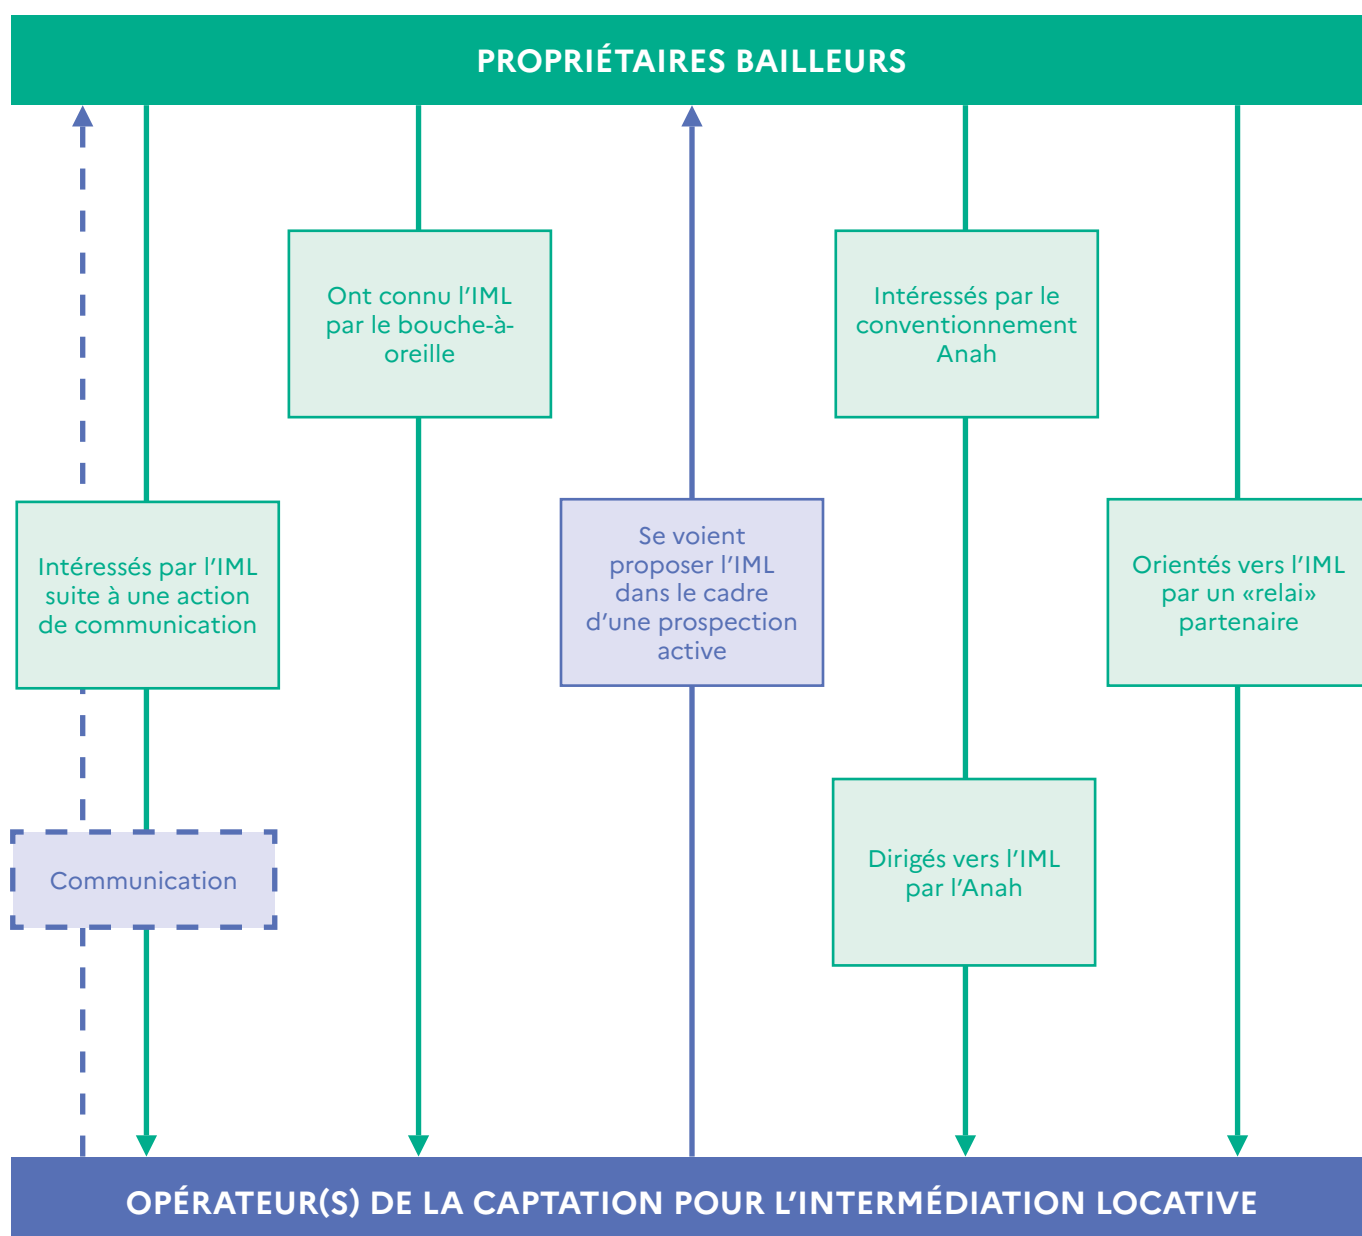 PROPRIÉTAIRES BAILLEURS
Ont connu l'IML
par le bouche-à-
oreille
Intéressés par le
conventionnement
Anah
Intéressés par l'IML
suite à une action
de communication
Se voient
proposer l'IML
dans le cadre
d'une prospection
active
Orientés vers l'IML
par un «relai»
partenaire
Communication
Dirigés vers l'IML
par l'Anah
OPÉRATEUR(S) DE LA CAPTATION POUR L'INTERMÉDIATION LOCATIVE